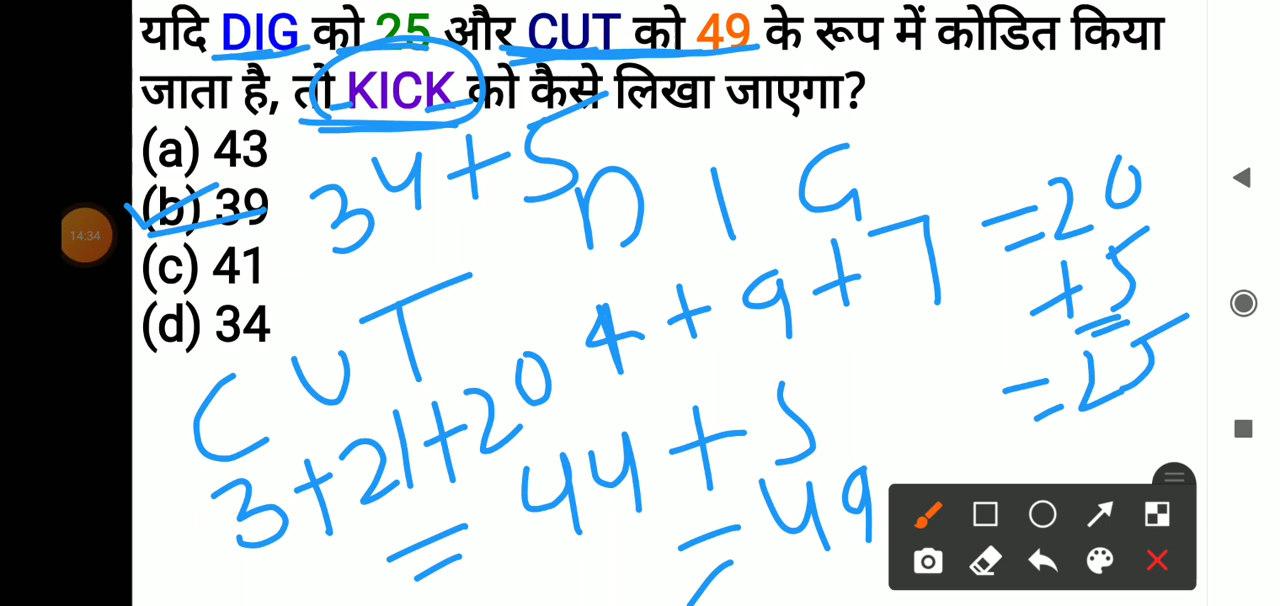 यदि DIG को 25 और CUT को 49 के रूप में कोडित किया
जाता है, तो KICK को कैसे लिखा जाएगा?
(a) 43
(b) 39
(c) 41
(d) 34
34+5
D I G =20
4+9+7 +5
=25
C U T
3+21+20 44+5
= =49
14:34